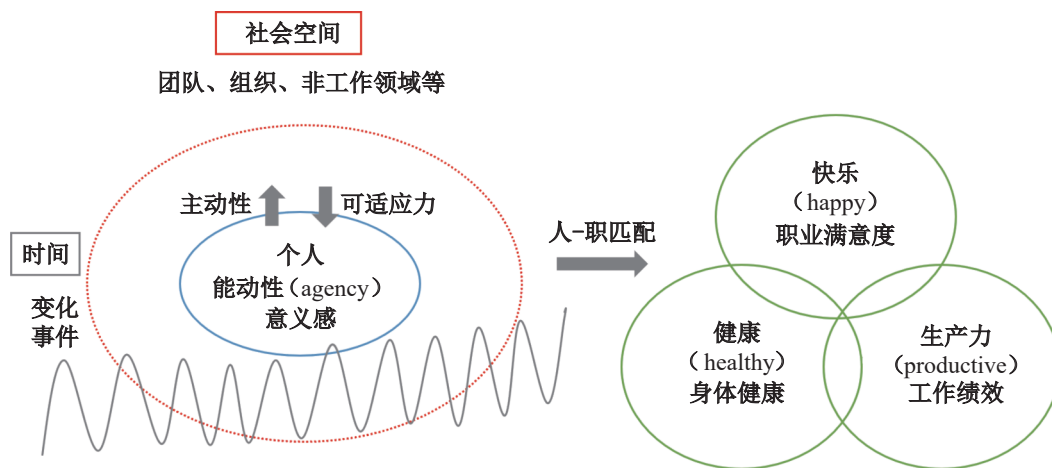 社会空间
团队、组织、非工作领域等
主动性
可适应力
个人
能动性（agency）
意义感
时间
变化
事件
人-职匹配
快乐
（happy）
职业满意度
健康
（healthy）
身体健康
生产力
（productive）
工作绩效